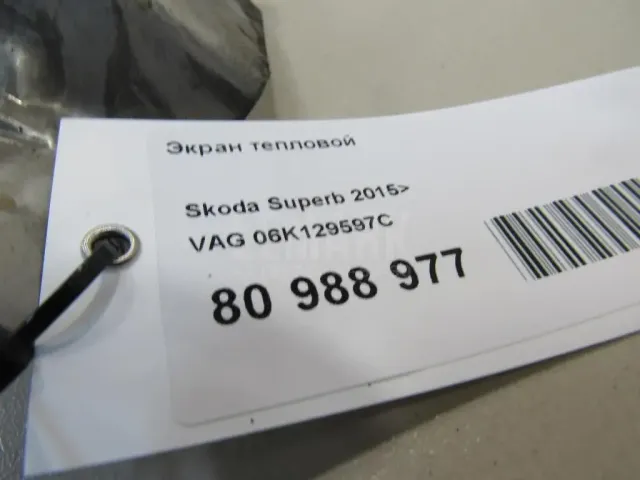 Экран тепловой
Skoda Superb 2015>
VAG 06K129597C
80 988 977